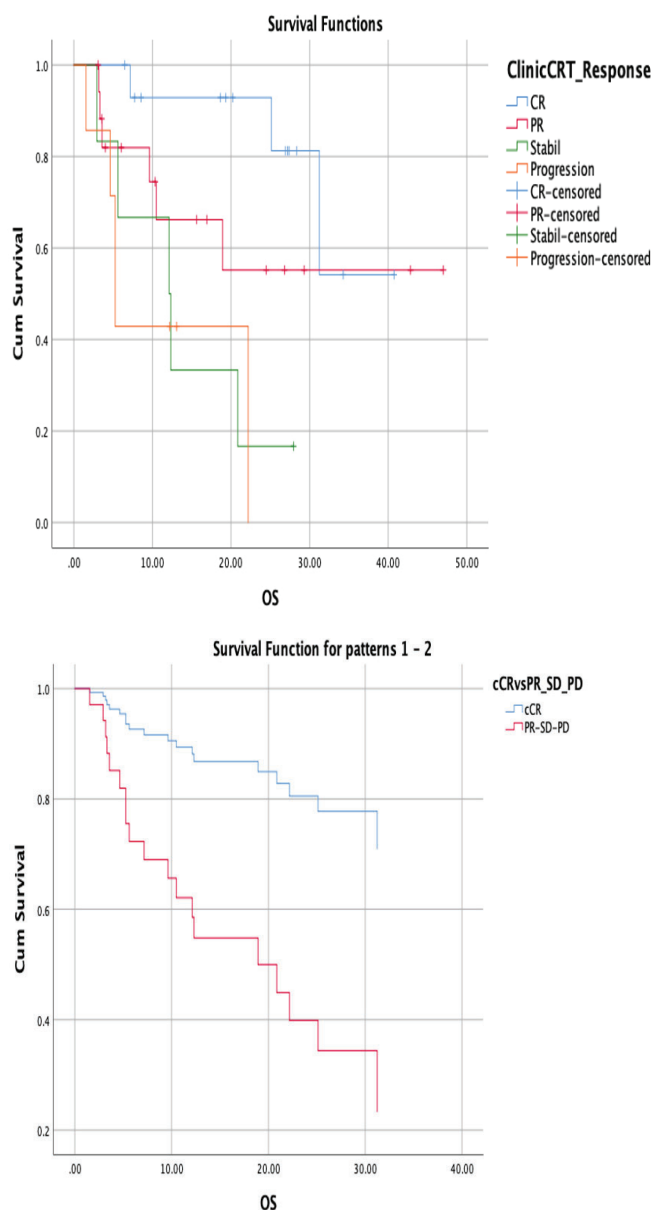 Survival Functions
ClinicCRT_Response
CR
PR
Stabil
Progression
CR-censored
PR-censored
Stabil-censored
Progression-censored
Cum Survival
1.0
0.8
0.6
0.4
0.2
0.0
.00 10.00 20.00 30.00 40.00 50.00
OS
Survival Function for patterns 1 - 2
cCRvsPR_SD_PD
cCR
PR-SD-PD
Cum Survival
1.0
0.8
0.6
0.4
0.2
.00 10.00 20.00 30.00 40.00
OS